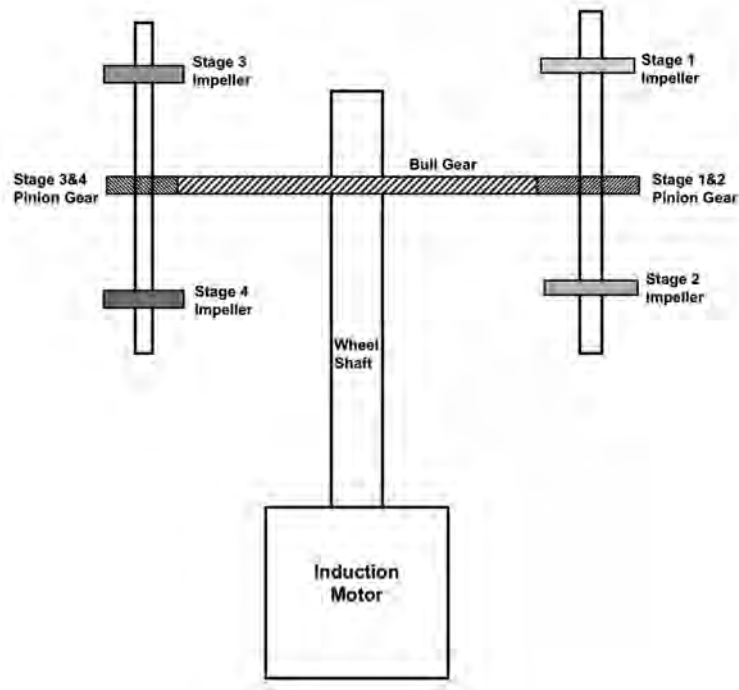 Stage 3
Impeller
Stage 1
Impeller
Bull Gear
Stage 3&4
Pinion Gear
Stage 1&2
Pinion Gear
Stage 4
Impeller
Stage 2
Impeller
Wheel
Shaft
Induction
Motor